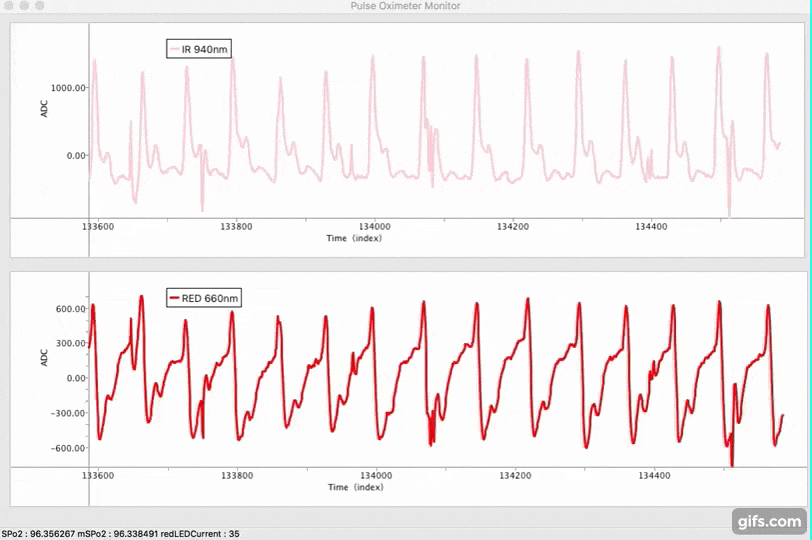 Pulse Oximeter Monitor
IR 940nm
1000.00
0.00
ADC
133600 133800 134000 134200 134400
Time (index)
RED 660nm
600.00
300.00
0.00
-300.00
-600.00
ADC
133600 133800 134000 134200 134400
Time (index)
SPo2 : 96.356267 mSPo2 : 96.338491 redLEDCurrent : 35
gifs.com